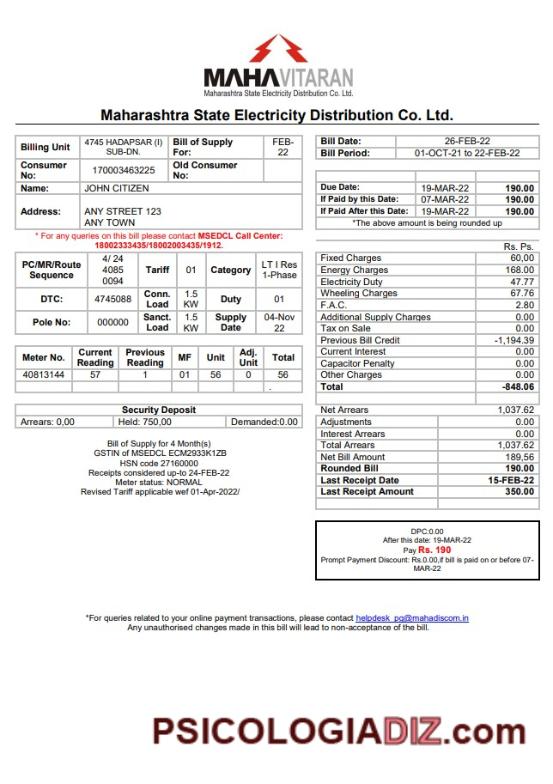 MAHAVITARAN
Maharashtra State Electricity Distribution Co. Ltd.
Maharashtra State Electricity Distribution Co. Ltd.
Billing Unit 4745 HADAPSAR (I) SUB-DN. Bill of Supply For: FEB-22
Consumer No: 170003463225 Old Consumer No:
Name: JOHN CITIZEN
Address: ANY STREET 123
ANY TOWN
* For any queries on this bill please contact MSEDCL Call Center:
18002333435/18002003435/1912.
PC/MR/Route Sequence 4/ 24 4085 0094 Tariff 01 Category LT I Res 1-Phase
DTC: 4745088 Conn. Load 1.5 KW Duty 01
Pole No: 000000 Sanct. Load 1.5 KW Supply Date 04-Nov 22
Meter No. Current Reading Previous Reading MF Unit Adj. Unit Total
40813144 57 1 01 56 0 56
.
Security Deposit
Arrears: 0,00 Held: 750,00 Demanded:0.00
Bill of Supply for 4 Month(s)
GSTIN of MSEDCL ECM2933K1ZB
HSN code 27160000
Receipts considered up-to 24-FEB-22
Meter status: NORMAL
Revised Tariff applicable wef 01-Apr-2022/
Bill Date: 26-FEB-22
Bill Period: 01-OCT-21 to 22-FEB-22
Due Date: 19-MAR-22 190.00
If Paid by this Date: 07-MAR-22 190.00
If Paid After this Date: 19-MAR-22 190.00
*The above amount is being rounded up
Rs. Ps.
Fixed Charges 60,00
Energy Charges 168.00
Electricity Duty 47.77
Wheeling Charges 67.76
F.A.C. 2.80
Additional Supply Charges 0.00
Tax on Sale 0.00
Previous Bill Credit -1,194.39
Current Interest 0.00
Capacitor Penalty 0.00
Other Charges 0.00
Total -848.06
Net Arrears 1,037.62
Adjustments 0.00
Interest Arrears 0.00
Total Arrears 1,037.62
Net Bill Amount 189,56
Rounded Bill 190.00
Last Receipt Date 15-FEB-22
Last Receipt Amount 350.00
DPC:0.00
After this date: 19-MAR-22
Pay Rs. 190
Prompt Payment Discount: Rs.0.00,if bill is paid on or before 07-
MAR-22
*For queries related to your online payment transactions, please contact helpdesk_pg@mahadiscom.in
Any unauthorised changes made in this bill will lead to non-acceptance of the bill.
PSICOLOGIADIZ.com